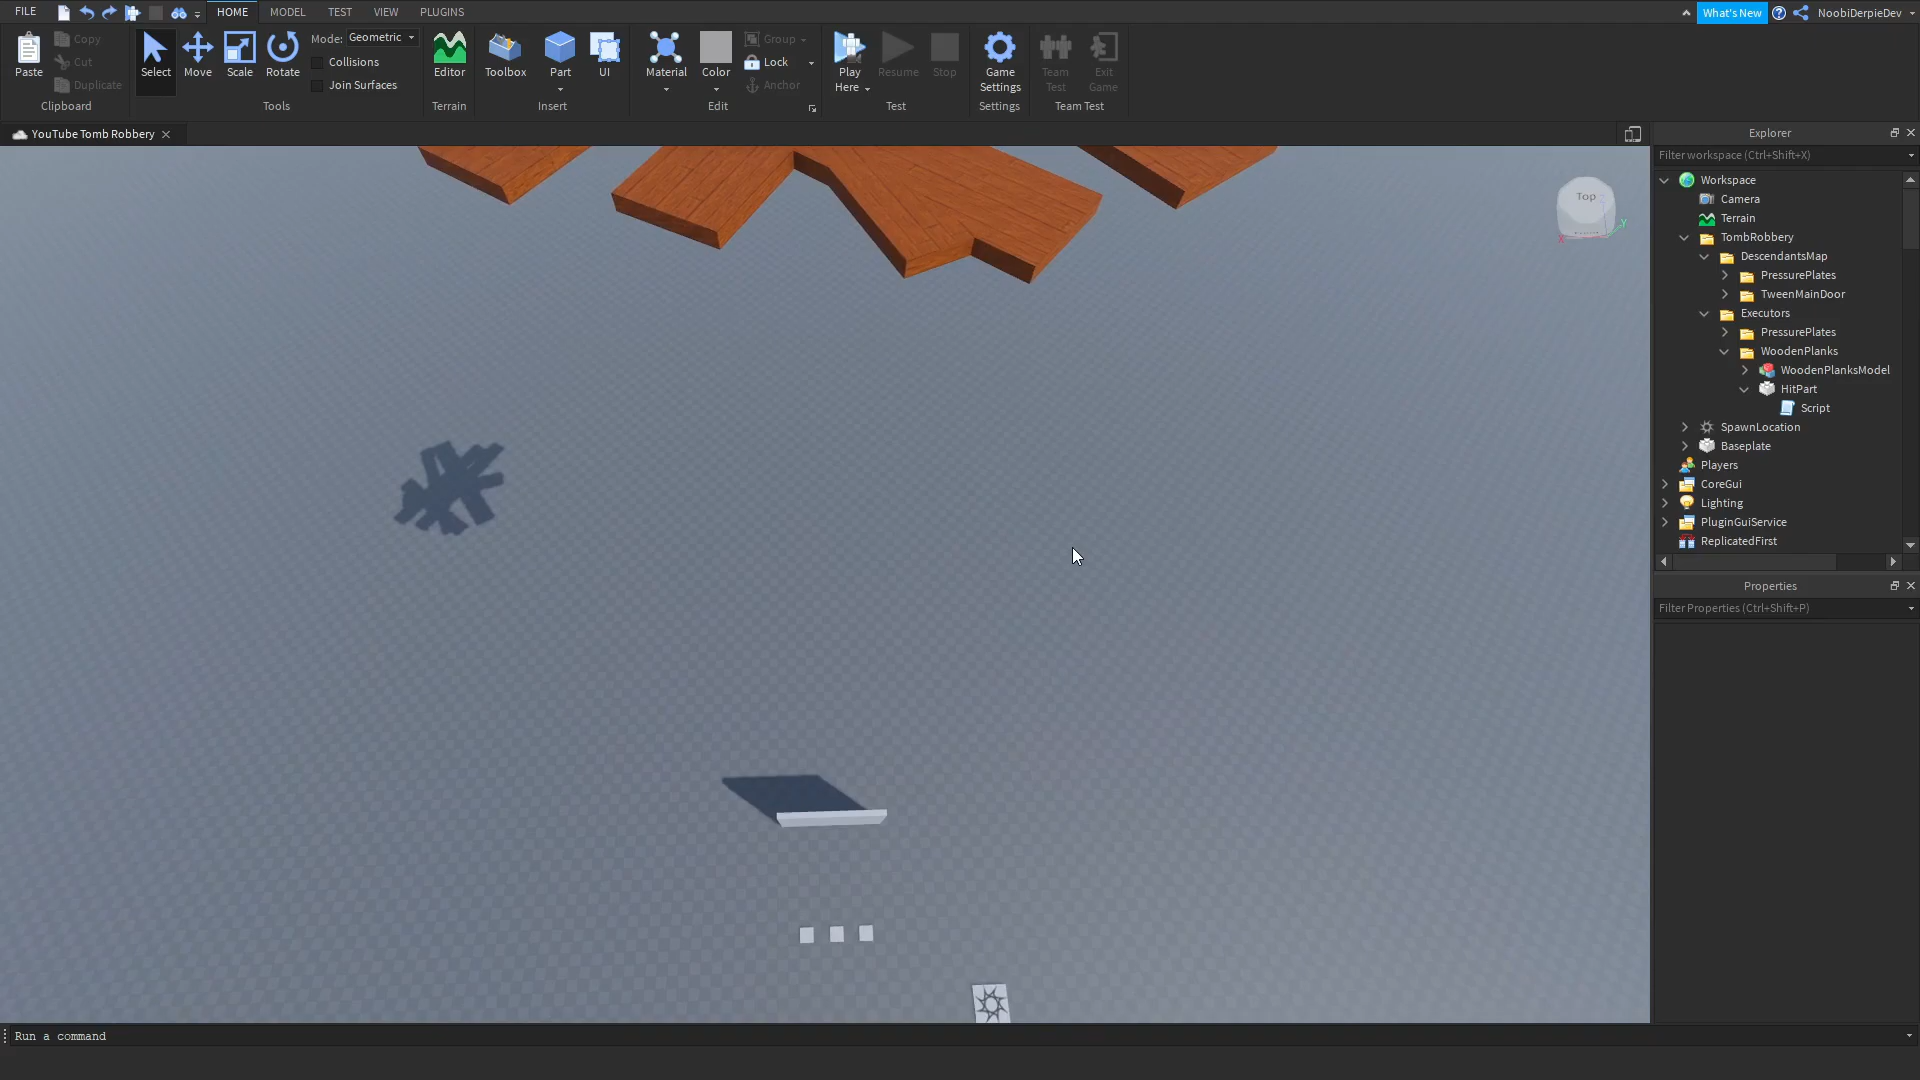 FILE HOME MODEL TEST VIEW PLUGINS What's New NoobiDerpieDev
Paste Copy Cut Duplicate Select Move Scale Rotate Mode: Geometric Collisions Join Surfaces Editor Toolbox Part UI Material Color Group Lock Anchor Play Here Resume Stop Game Settings Team Test Exit Game
Clipboard Tools Terrain Insert Edit Test Settings Team Test
YouTube Tomb Robbery
Explorer
Filter workspace (Ctrl+Shift+X)
Workspace
Camera
Terrain
TombRobbery
DescendantsMap
PressurePlates
TweenMainDoor
Executors
PressurePlates
WoodenPlanks
WoodenPlanksModel
HitPart
Script
SpawnLocation
Baseplate
Players
CoreGui
Lighting
PluginGuiService
ReplicatedFirst
Top
X
Y
Properties
Filter Properties (Ctrl+Shift+P)
Run a command